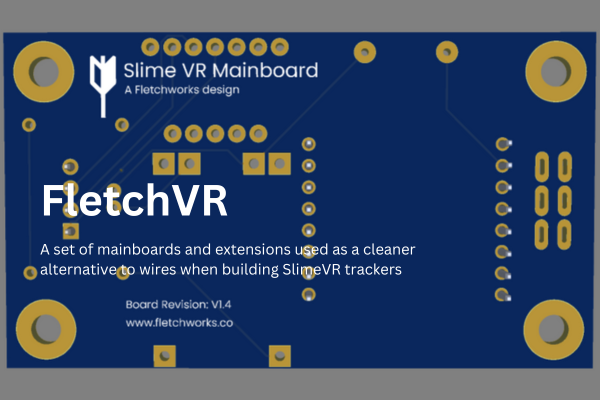 Slime VR Mainboard
A Fletchworks design
FletchVR
A set of mainboards and extensions used as a cleaner
alternative to wires when building SlimeVR trackers
Board Revision: V1.4
www.fletchworks.co